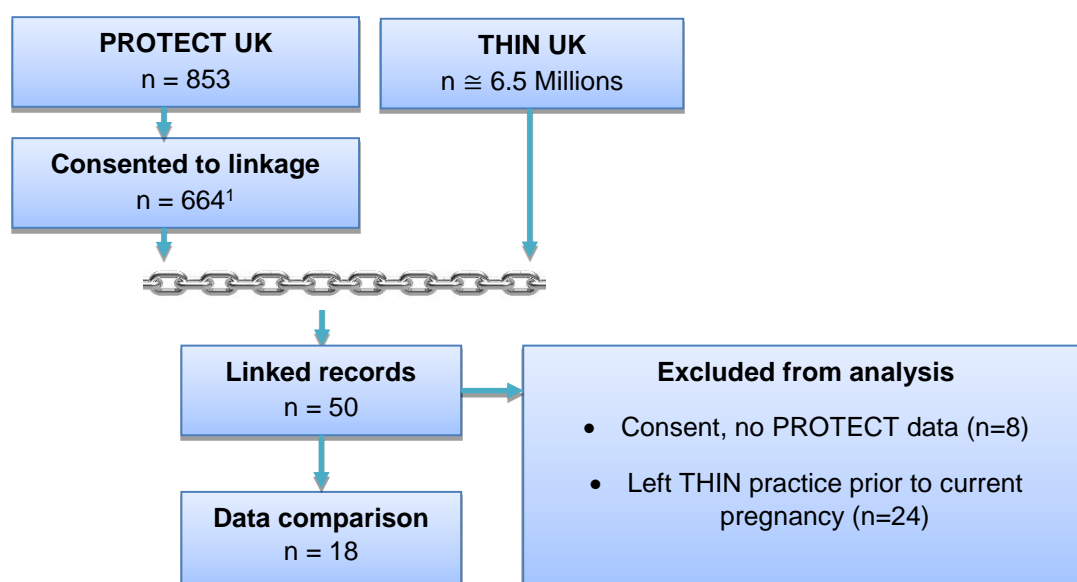 PROTECT UK
n = 853
THIN UK
n ≅ 6.5 Millions
Consented to linkage
n = 664¹
Linked records
n = 50
Excluded from analysis
• Consent, no PROTECT data (n=8)
• Left THIN practice prior to current
pregnancy (n=24)
Data comparison
n = 18